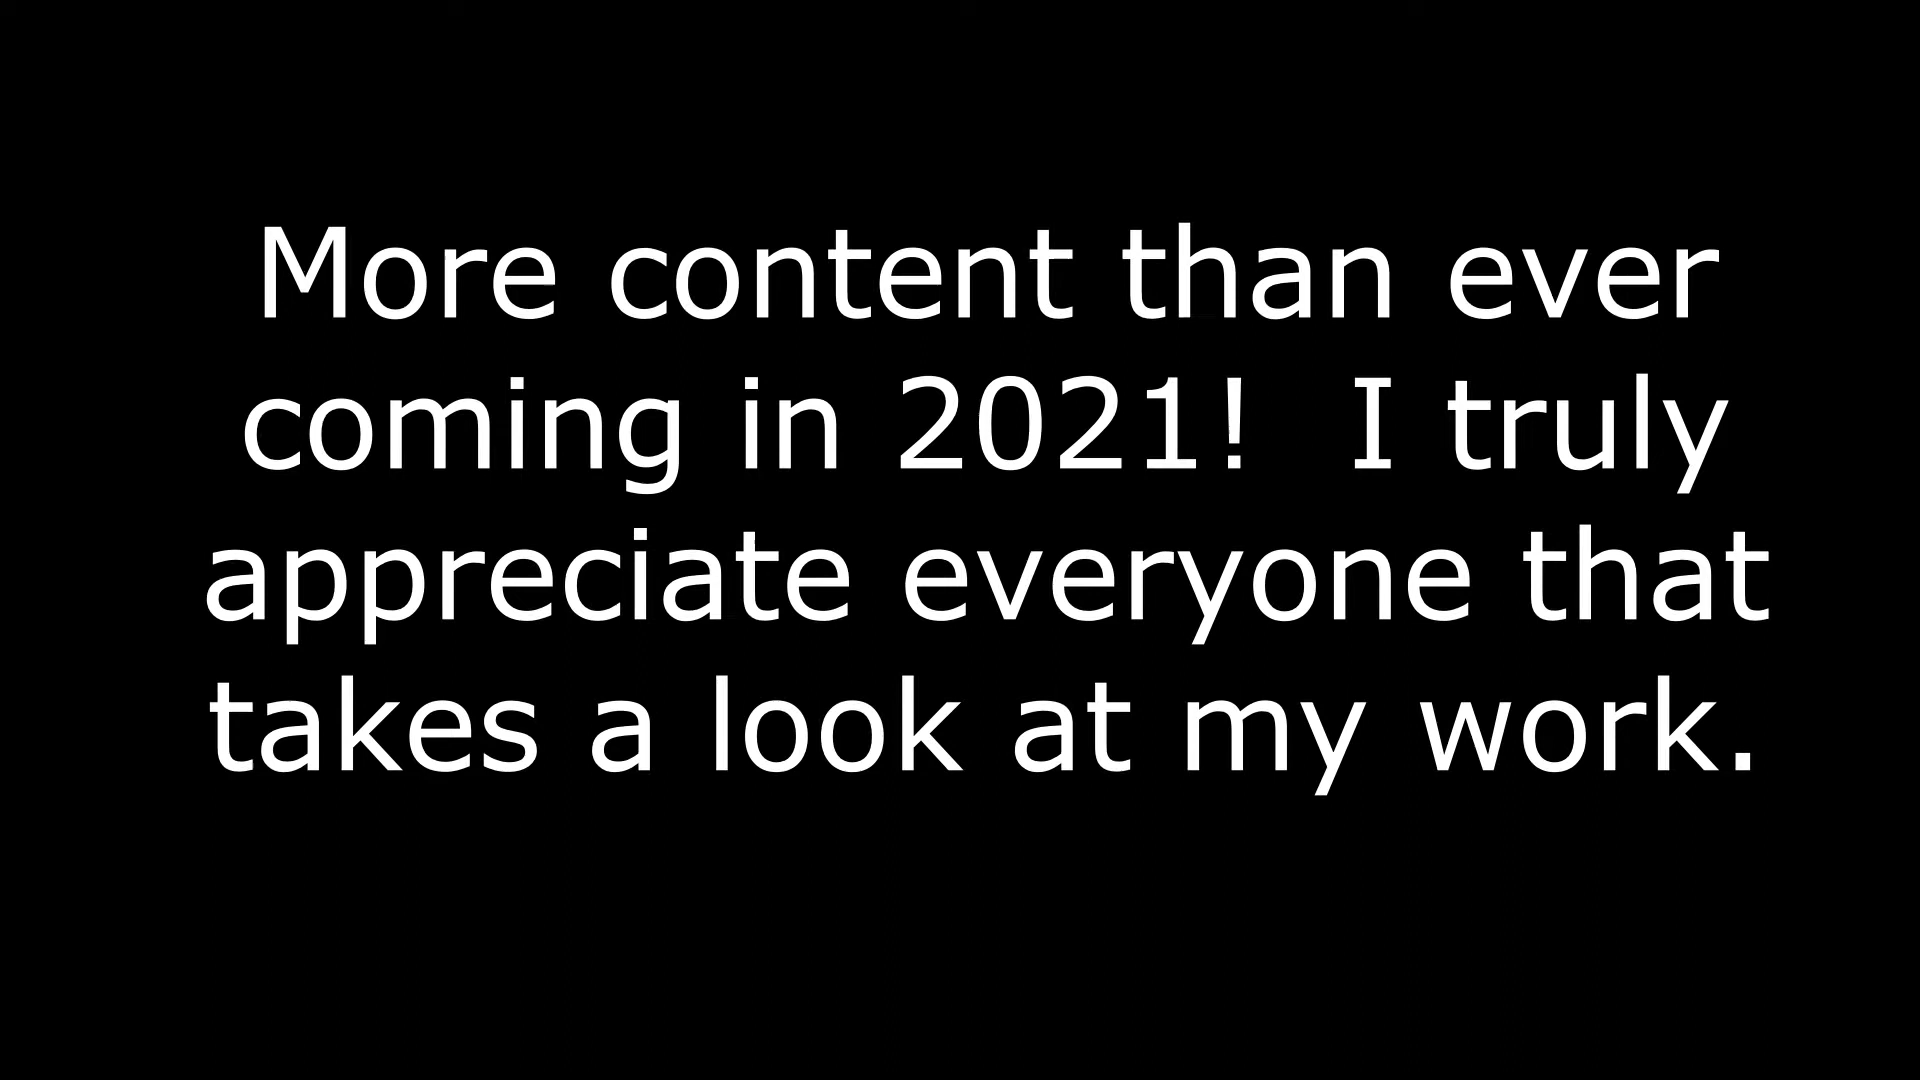 More content than ever
coming in 2021!  I truly
appreciate everyone that
takes a look at my work.